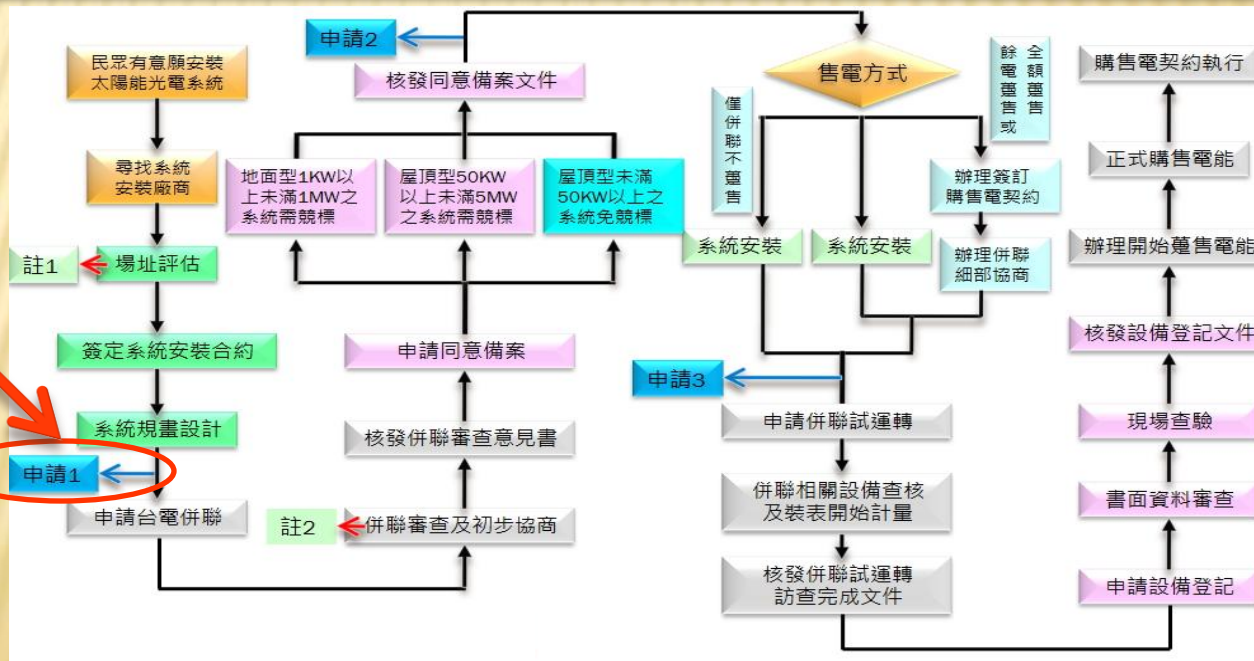 民眾有意願安裝
太陽能光電系統
尋找系統
安裝廠商
註1
場址評估
簽定系統安裝合約
系統規畫設計
申請1
申請台電併聯
申請2
核發同意備案文件
地面型1KW以
上未滿1MW之
系統需競標
屋頂型50KW
以上未滿5MW
之系統需競標
屋頂型未滿
50KW以上之
系統免競標
申請同意備案
核發併聯審查意見書
註2
併聯審查及初步協商
售電方式
僅併聯不躉售
全額躉售
餘電躉售或
系統安裝
系統安裝
辦理簽訂
購售電契約
辦理併聯
細部協商
申請3
申請併聯試運轉
併聯相關設備查核
及裝表開始計量
核發併聯試運轉
訪查完成文件
購售電契約執行
正式購售電能
辦理開始躉售電能
核發設備登記文件
現場查驗
書面資料審查
申請設備登記